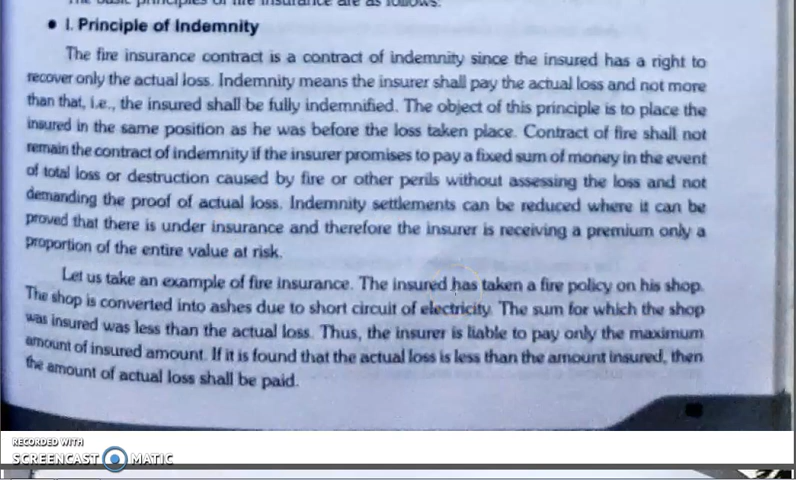 The basic principles of fire insurance are as follows:
• I. Principle of Indemnity
The fire insurance contract is a contract of indemnity since the insured has a right to
recover only the actual loss. Indemnity means the insurer shall pay the actual loss and not more
than that, i.e., the insured shall be fully indemnified. The object of this principle is to place the
insured in the same position as he was before the loss taken place. Contract of fire shall not
remain the contract of indemnity if the insurer promises to pay a fixed sum of money in the event
of total loss or destruction caused by fire or other perils without assessing the loss and not
demanding the proof of actual loss. Indemnity settlements can be reduced where it can be
proved that there is under insurance and therefore the insurer is receiving a premium only a
proportion of the entire value at risk.
Let us take an example of fire insurance. The insured has taken a fire policy on his shop.
The shop is converted into ashes due to short circuit of electricity. The sum for which the shop
was insured was less than the actual loss. Thus, the insurer is liable to pay only the maximum
amount of insured amount. If it is found that the actual loss is less than the amount insured, then
the amount of actual loss shall be paid.
RECORDED WITH
SCREENCAST MATIC